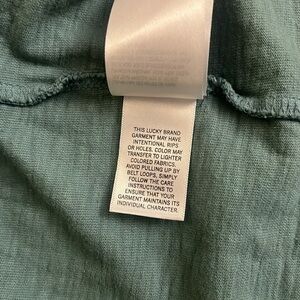 THIS LUCKY BRAND
GARMENT MAY HAVE
INTENTIONAL RIPS
OR HOLES. COLOR MAY
TRANSFER TO LIGHTER
COLORED FABRICS.
AVOID PULLING UP BY
BELT LOOPS, SIMPLY
FOLLOW THE CARE
INSTRUCTIONS TO
ENSURE THAT YOUR
GARMENT MAINTAINS ITS
INDIVIDUAL CHARACTER.